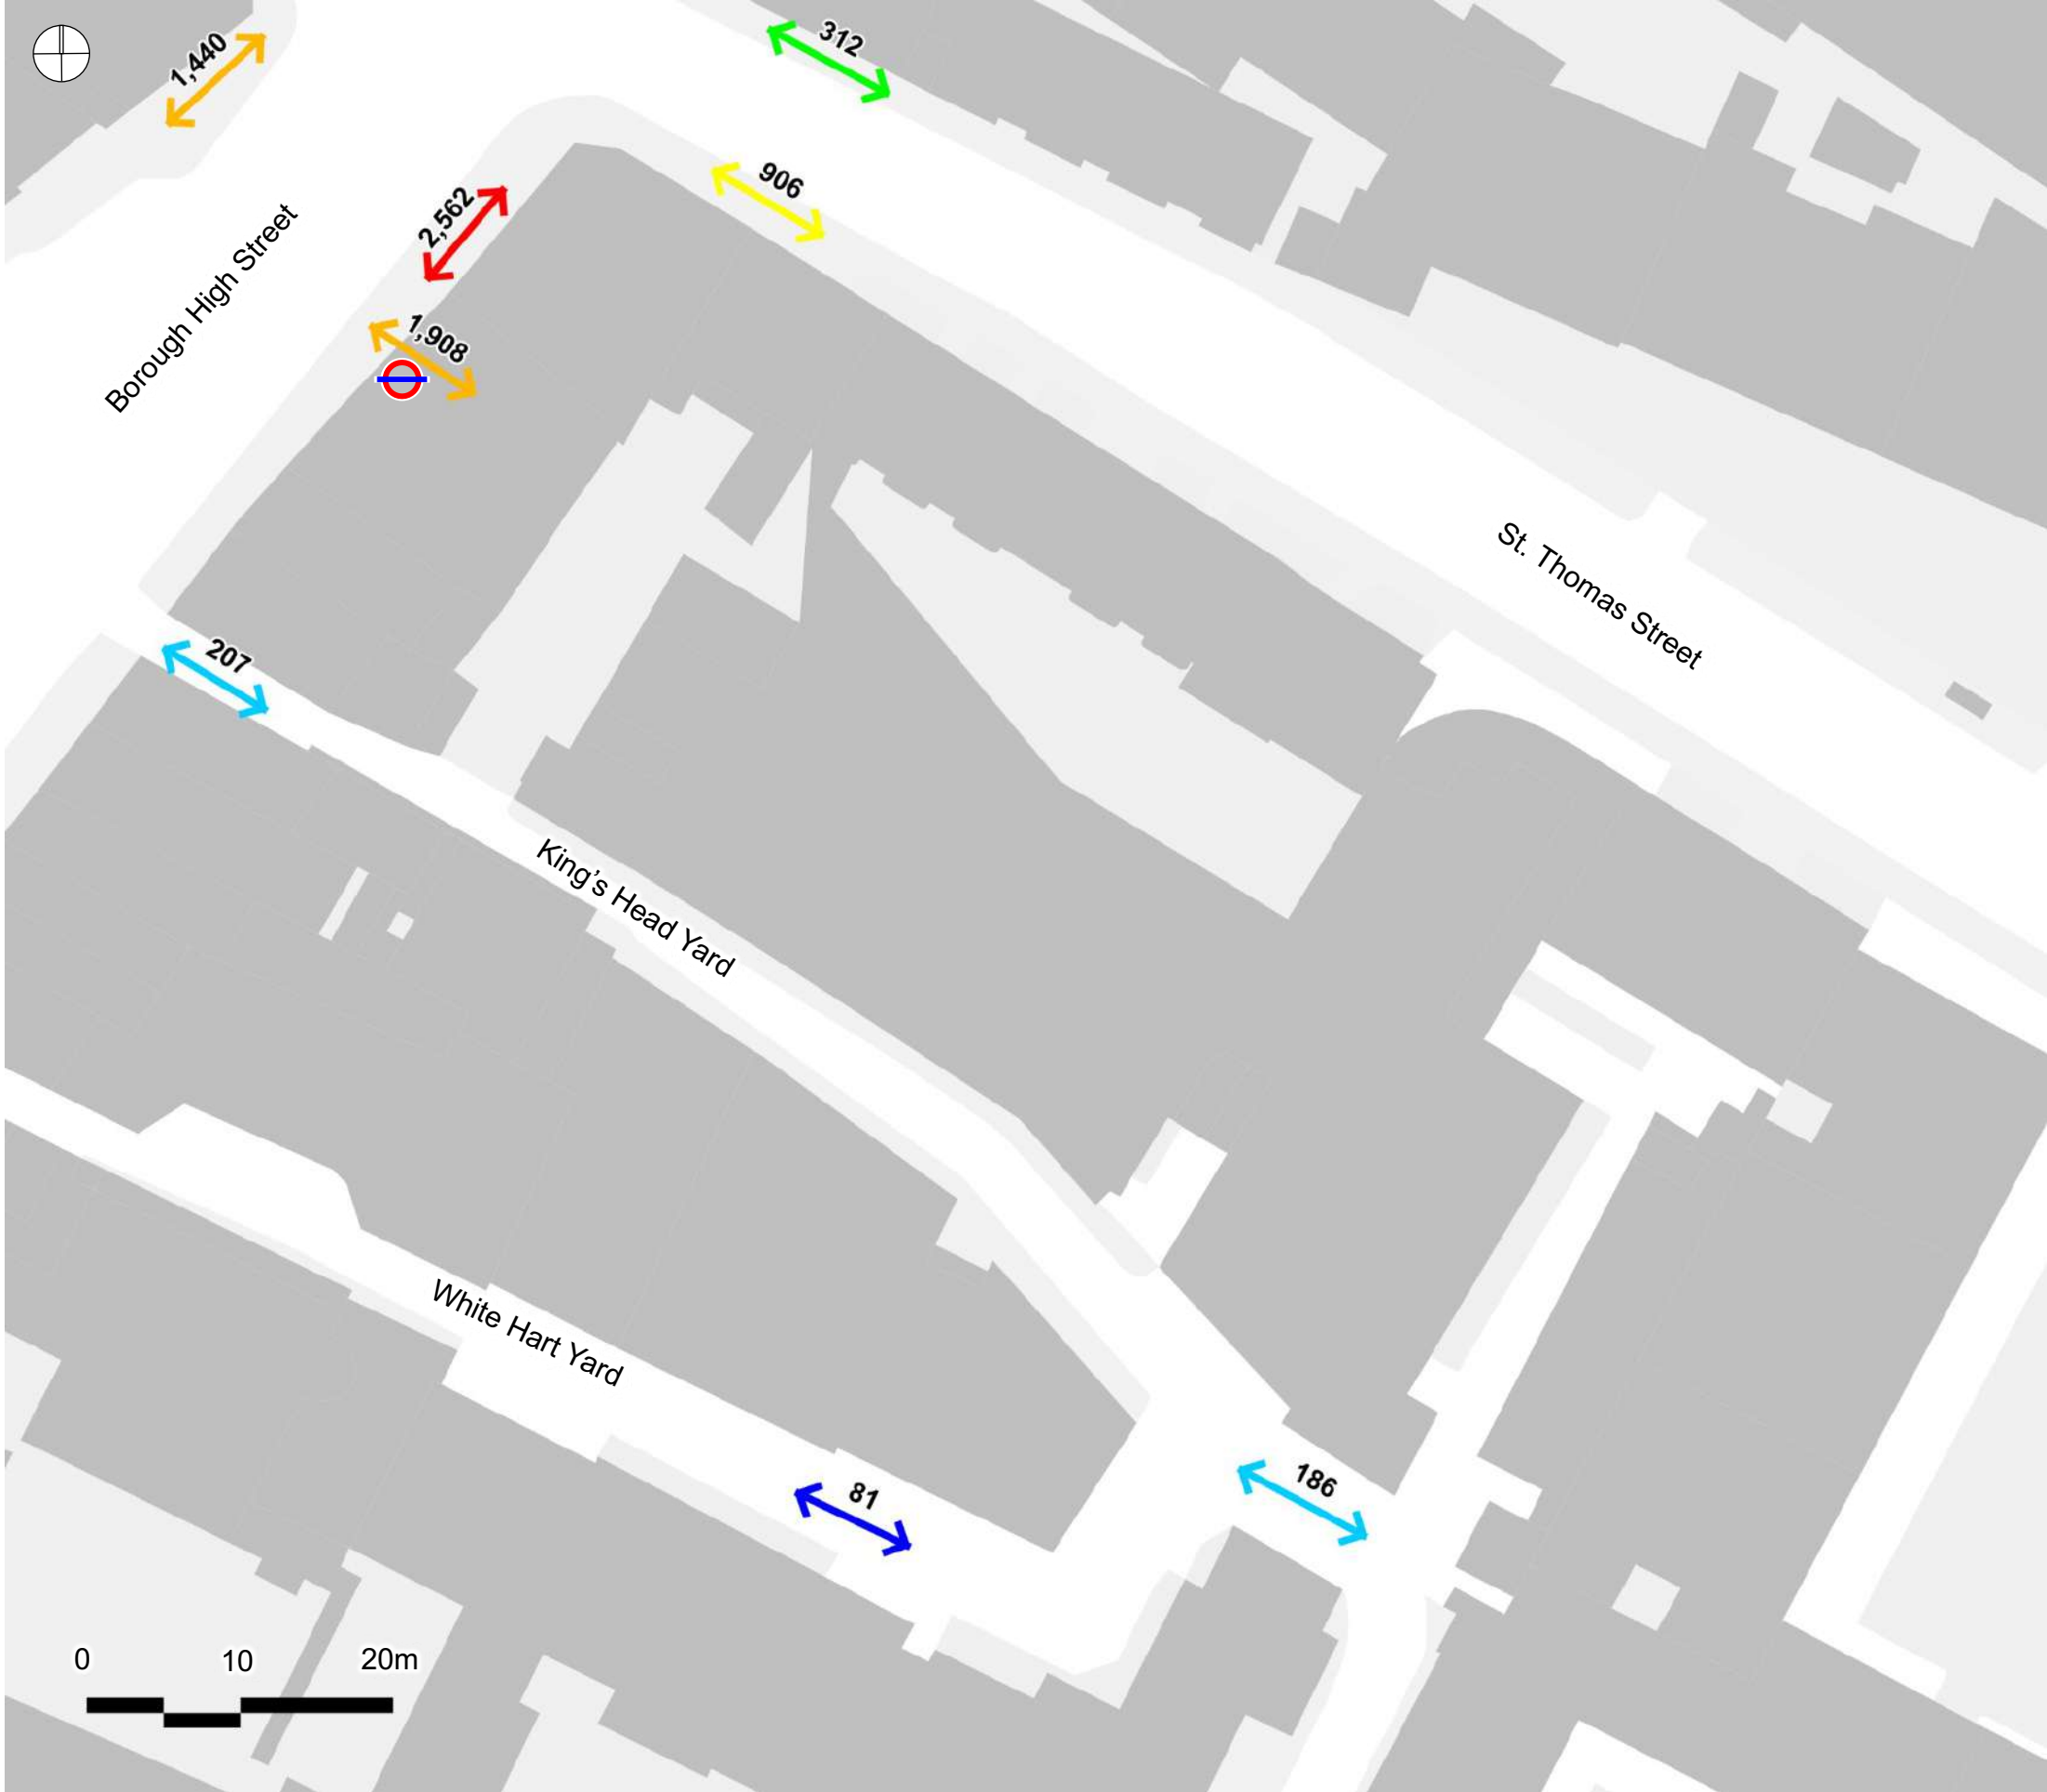 1,440
312
906
2,562
Borough High Street
1,908
St. Thomas Street
207
King's Head Yard
White Hart Yard
81
186
0 10 20m